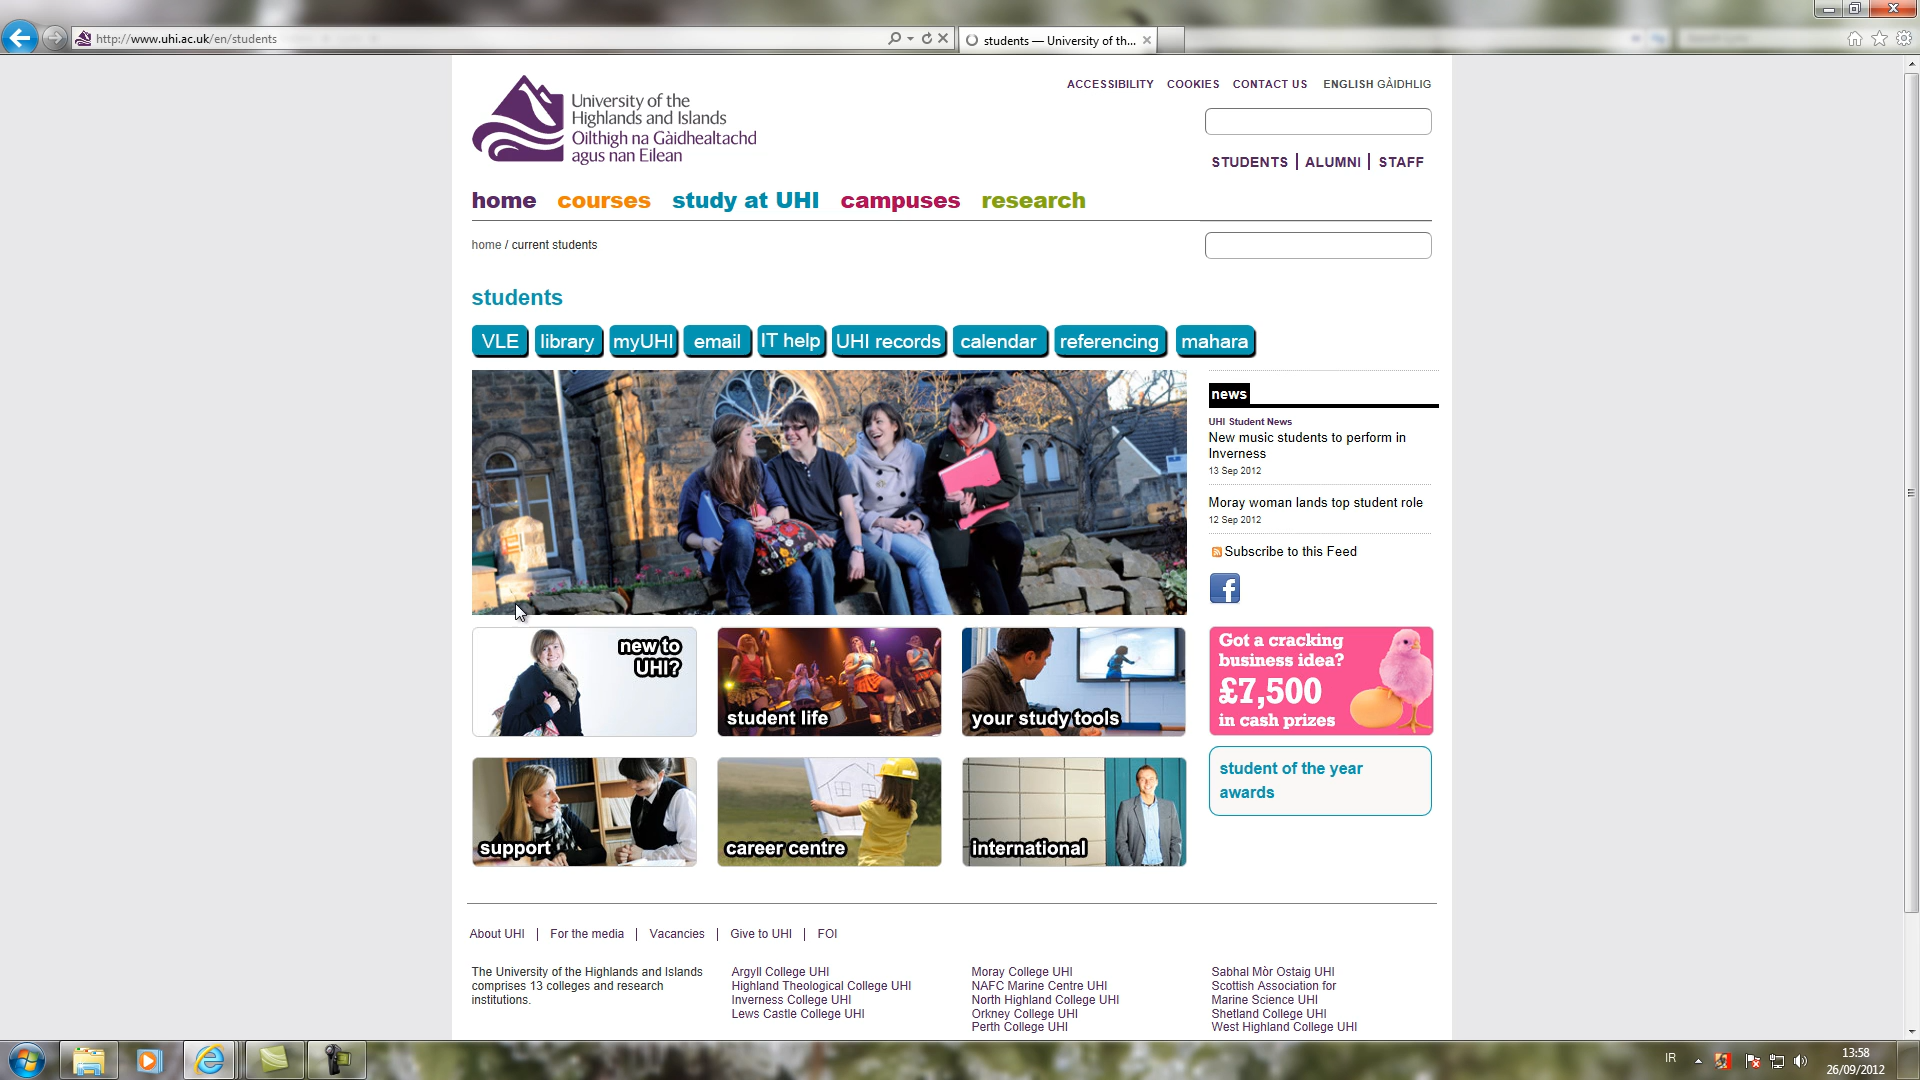 http://www.uhi.ac.uk/en/students
students — University of th...
ACCESSIBILITY COOKIES CONTACT US ENGLISH GÀIDHLIG
University of the
Highlands and Islands
Oilthigh na Gàidhealtachd
agus nan Eilean
STUDENTS | ALUMNI | STAFF
home courses study at UHI campuses research
home / current students
students
VLE library myUHI email IT help UHI records calendar referencing mahara
news
UHI Student News
New music students to perform in
Inverness
13 Sep 2012
Moray woman lands top student role
12 Sep 2012
Subscribe to this Feed
f
new to
UHI?
student life
your study tools
Got a cracking
business idea?
£7,500
in cash prizes
support
career centre
international
student of the year
awards
About UHI | For the media | Vacancies | Give to UHI | FOI
The University of the Highlands and Islands
comprises 13 colleges and research
institutions.
Argyll College UHI
Highland Theological College UHI
Inverness College UHI
Lews Castle College UHI
Moray College UHI
NAFC Marine Centre UHI
North Highland College UHI
Orkney College UHI
Perth College UHI
Sabhal Mòr Ostaig UHI
Scottish Association for
Marine Science UHI
Shetland College UHI
West Highland College UHI
IR
13:58
26/09/2012